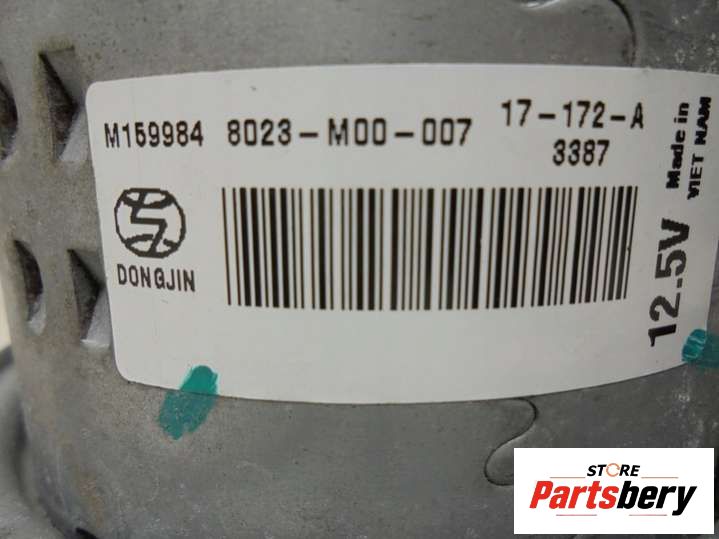 M159984 8023-M00-007 17-172-A
3387
DONGJIN
12.5V
Made in
VIET NAM
STORE
Partsbery